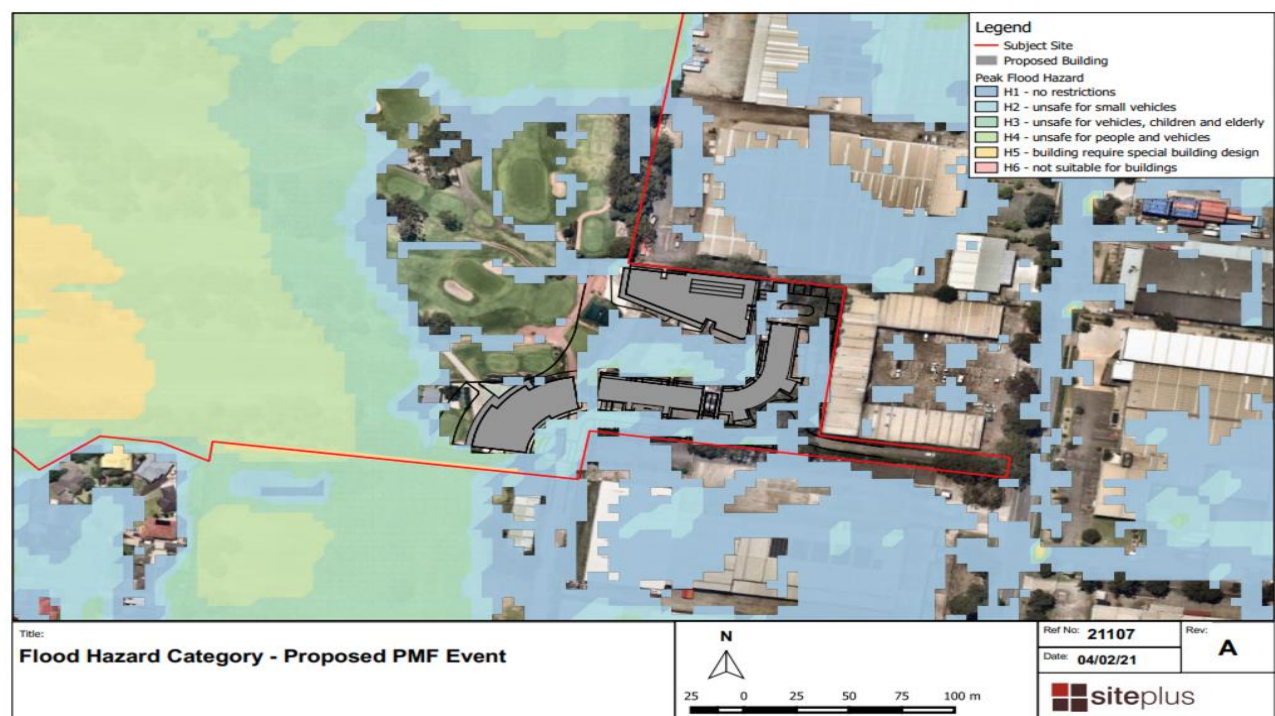 Legend
Subject Site
Proposed Building
Peak Flood Hazard
H1 - no restrictions
H2 - unsafe for small vehicles
H3 - unsafe for vehicles, children and elderly
H4 - unsafe for people and vehicles
H5 - building require special building design
H6 - not suitable for buildings
Title:
Flood Hazard Category - Proposed PMF Event
N
25 0 25 50 75 100 m
Ref No: 21107
Date: 04/02/21
Rev:
A
siteplus